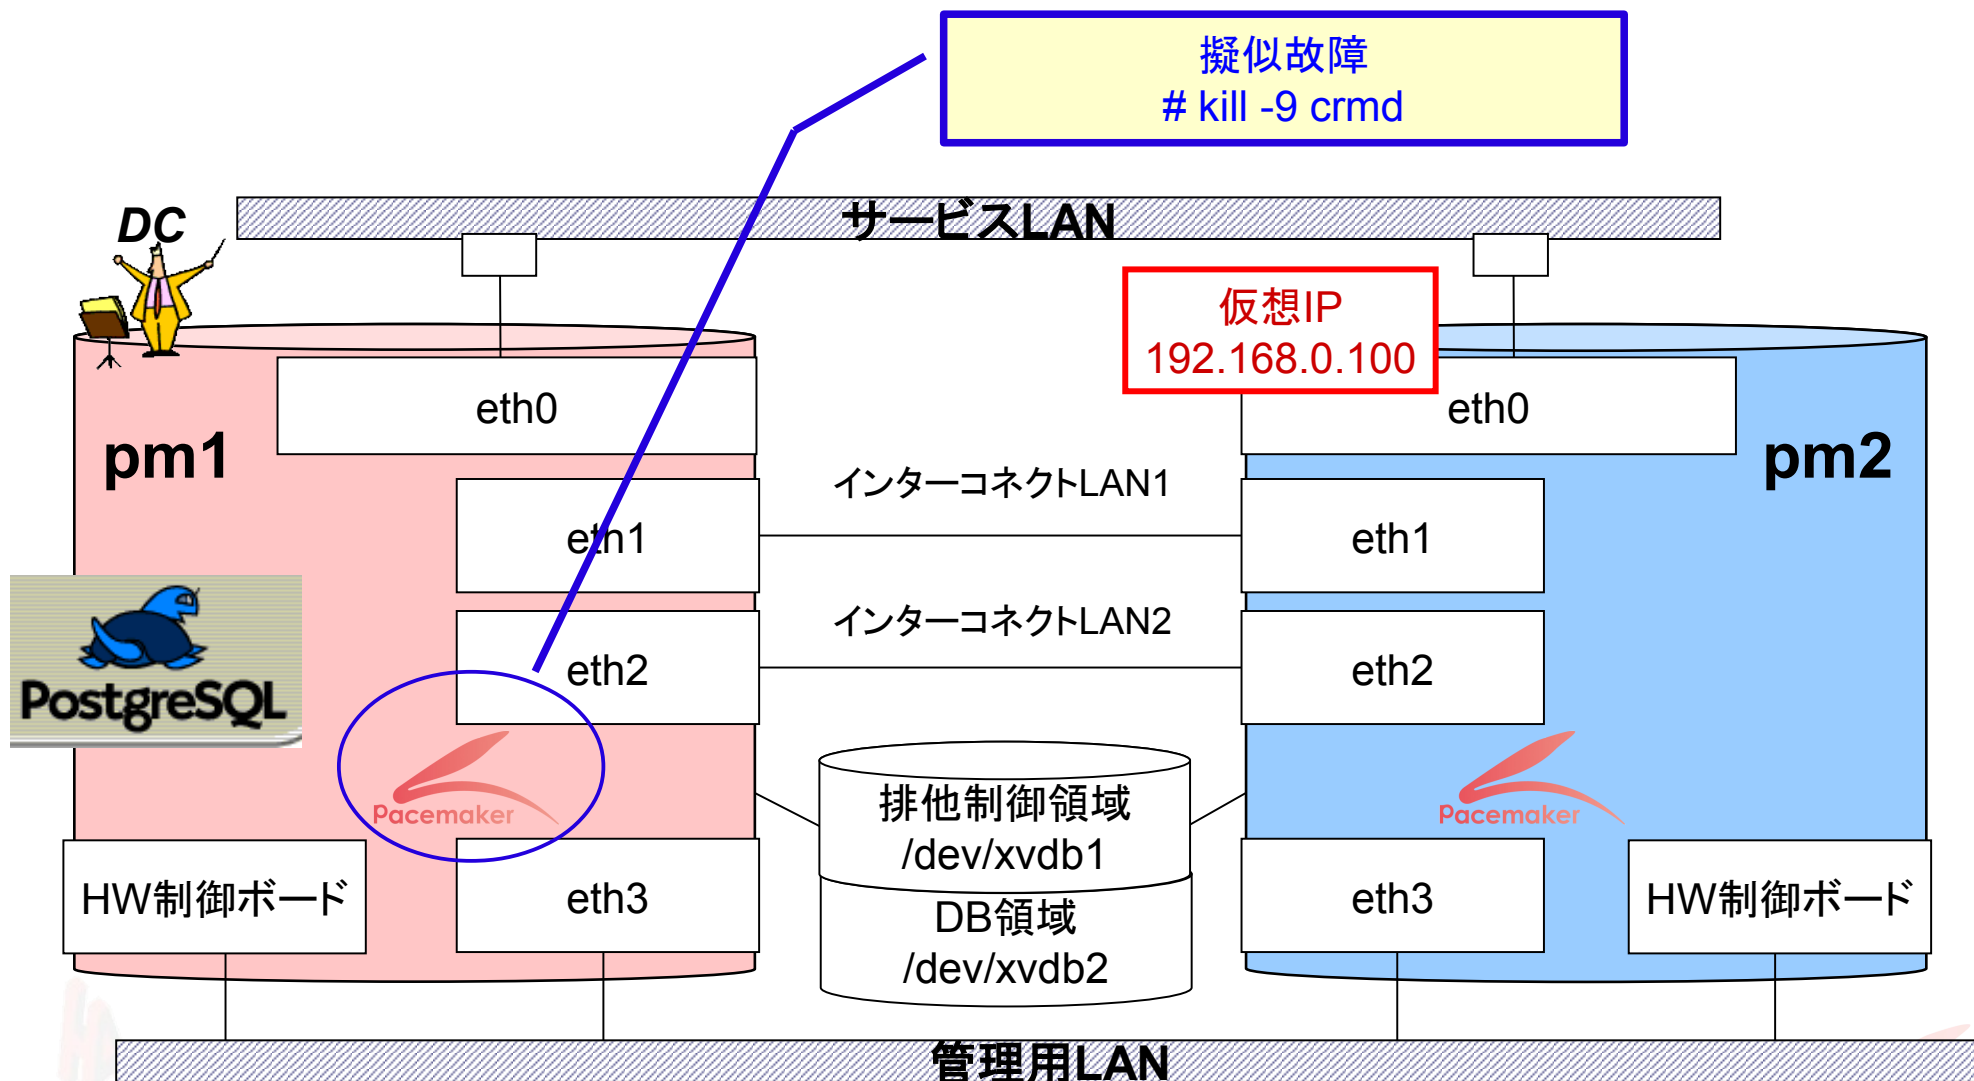 擬似故障
# kill -9 crmd
サービスLAN
DC
仮想IP
192.168.0.100
eth0
eth0
pm1
pm2
インターコネクトLAN1
eth1
eth1
インターコネクトLAN2
eth2
eth2
PostgreSQL
Pacemaker
Pacemaker
排他制御領域
/dev/xvdb1
HW制御ボード
eth3
eth3
HW制御ボード
DB領域
/dev/xvdb2
管理用LAN